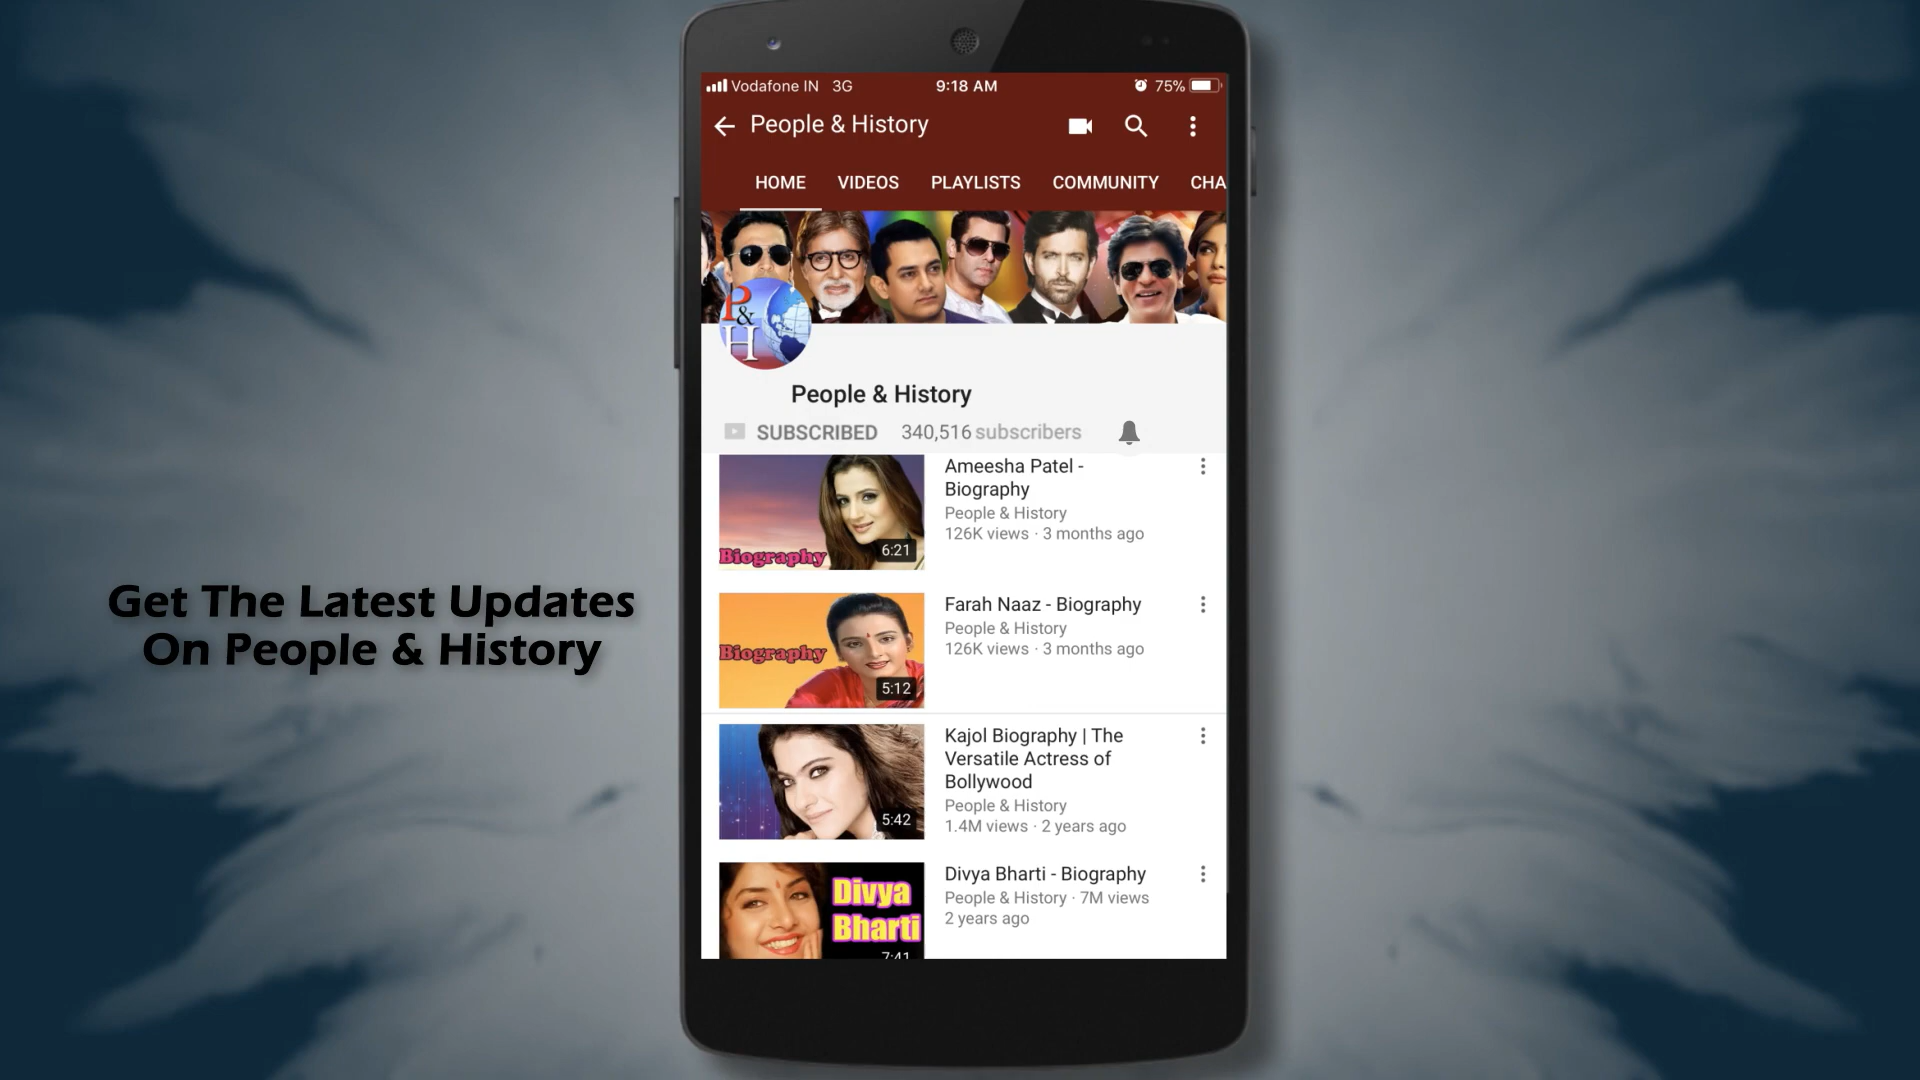 Vodafone IN 3G 9:18 AM 75%
People & History
HOME VIDEOS PLAYLISTS COMMUNITY CHA
P
&
H
People & History
SUBSCRIBED 340,516 subscribers
Ameesha Patel -
Biography
People & History
126K views · 3 months ago
Biography
6:21
Farah Naaz - Biography
People & History
126K views · 3 months ago
Biography
5:12
Kajol Biography | The
Versatile Actress of
Bollywood
People & History
1.4M views · 2 years ago
5:42
Divya Bharti - Biography
People & History · 7M views
2 years ago
Divya
Bharti
7:41
Get The Latest Updates
On People & History